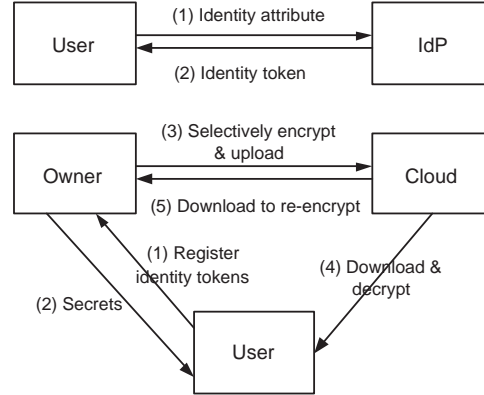 (1) Identity attribute
User
IdP
(2) Identity token
(3) Selectively encrypt
& upload
Owner
Cloud
(5) Download to re-encrypt
(1) Register
identity tokens
(4) Download &
decrypt
(2) Secrets
User